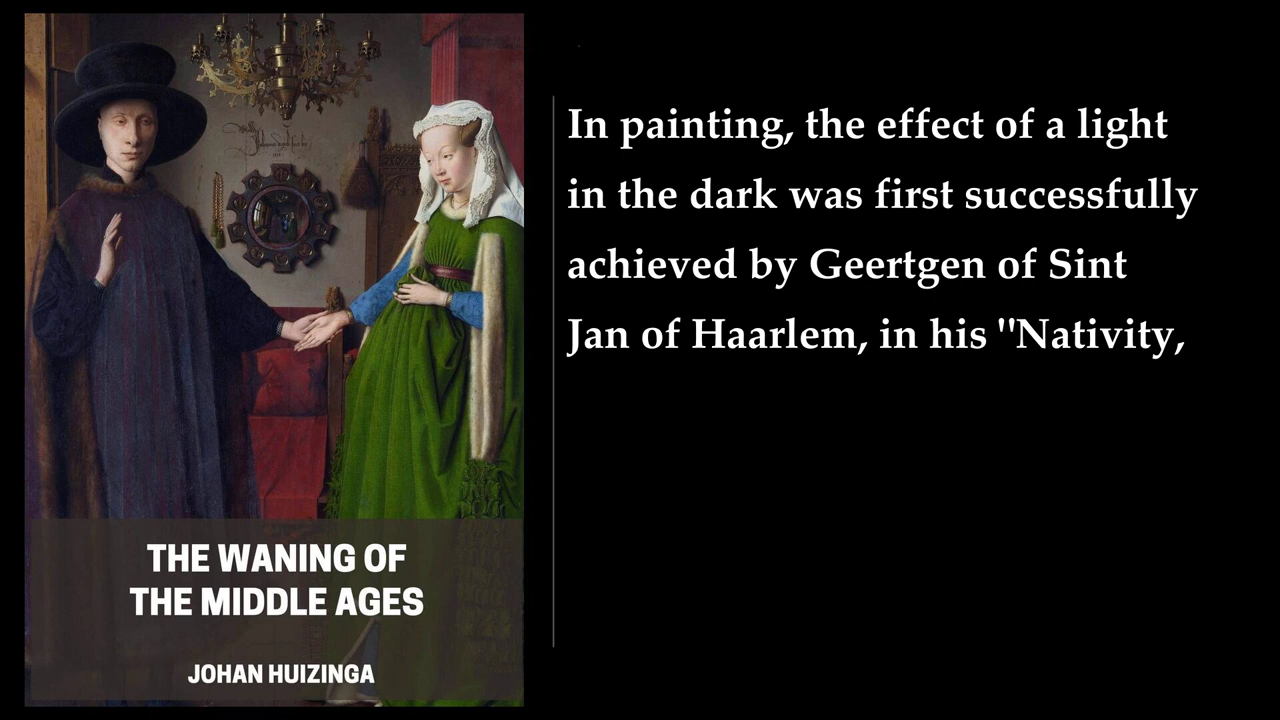 THE WANING OF
THE MIDDLE AGES
JOHAN HUIZINGA
In painting, the effect of a light
in the dark was first successfully
achieved by Geertgen of Sint
Jan of Haarlem, in his "Nativity,